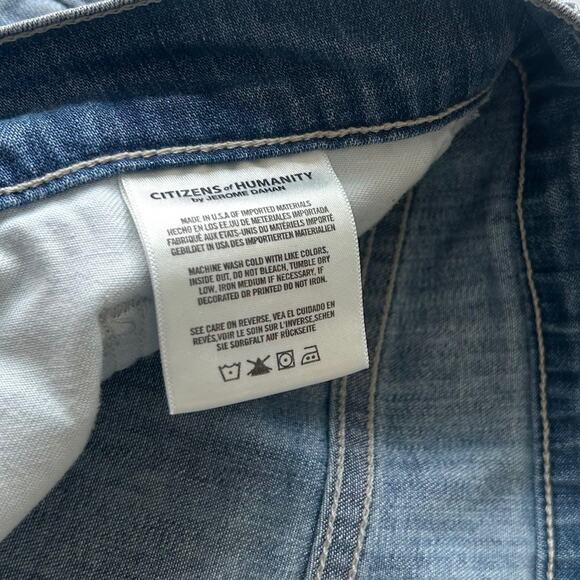 CITIZENS of HUMANITY
by JEROME DAHAN
MADE IN U.S.A OF IMPORTED MATERIALS
HECHO EN LOS EE.UU DE METERIALES IMPORTADA
FABRIQUÉ AUX ETATS-UNIS DU MATÉRIELS IMPORTÉ
GEBILDET IN USA DES IMPORTIERTEN MATERIALIEN
MACHINE WASH COLD WITH LIKE COLORS,
INSIDE OUT, DO NOT BLEACH, TUMBLE DRY
LOW, IRON MEDIUM IF NECESSARY, IF
DECORATED OR PRINTED DO NOT IRON.
SEE CARE ON REVERSE, VEA EL CUIDADO EN
REVÉS, VOIR LE SOIN SUR L'INVERSE, SEHEN
SIE SORGFALT AUF RÜCKSEITE